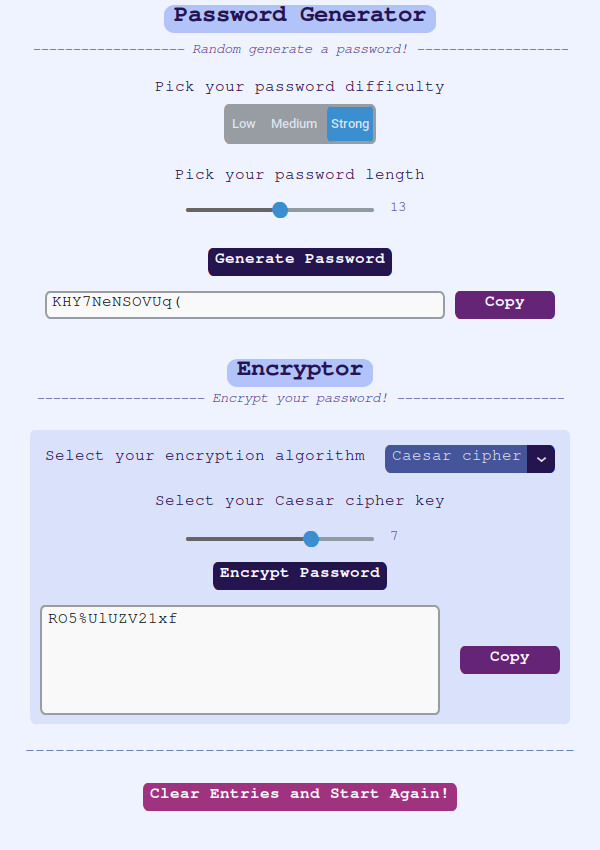 Password Generator
------------------ Random generate a password! ------------------
Pick your password difficulty
Low Medium Strong
Pick your password length
13
Generate Password
KHY7NeNSOVUq( Copy
Encryptor
-------------------- Encrypt your password! --------------------
Select your encryption algorithm Caesar cipher
Select your Caesar cipher key
7
Encrypt Password
RO5%UlUZV21xf
Copy
Clear Entries and Start Again!